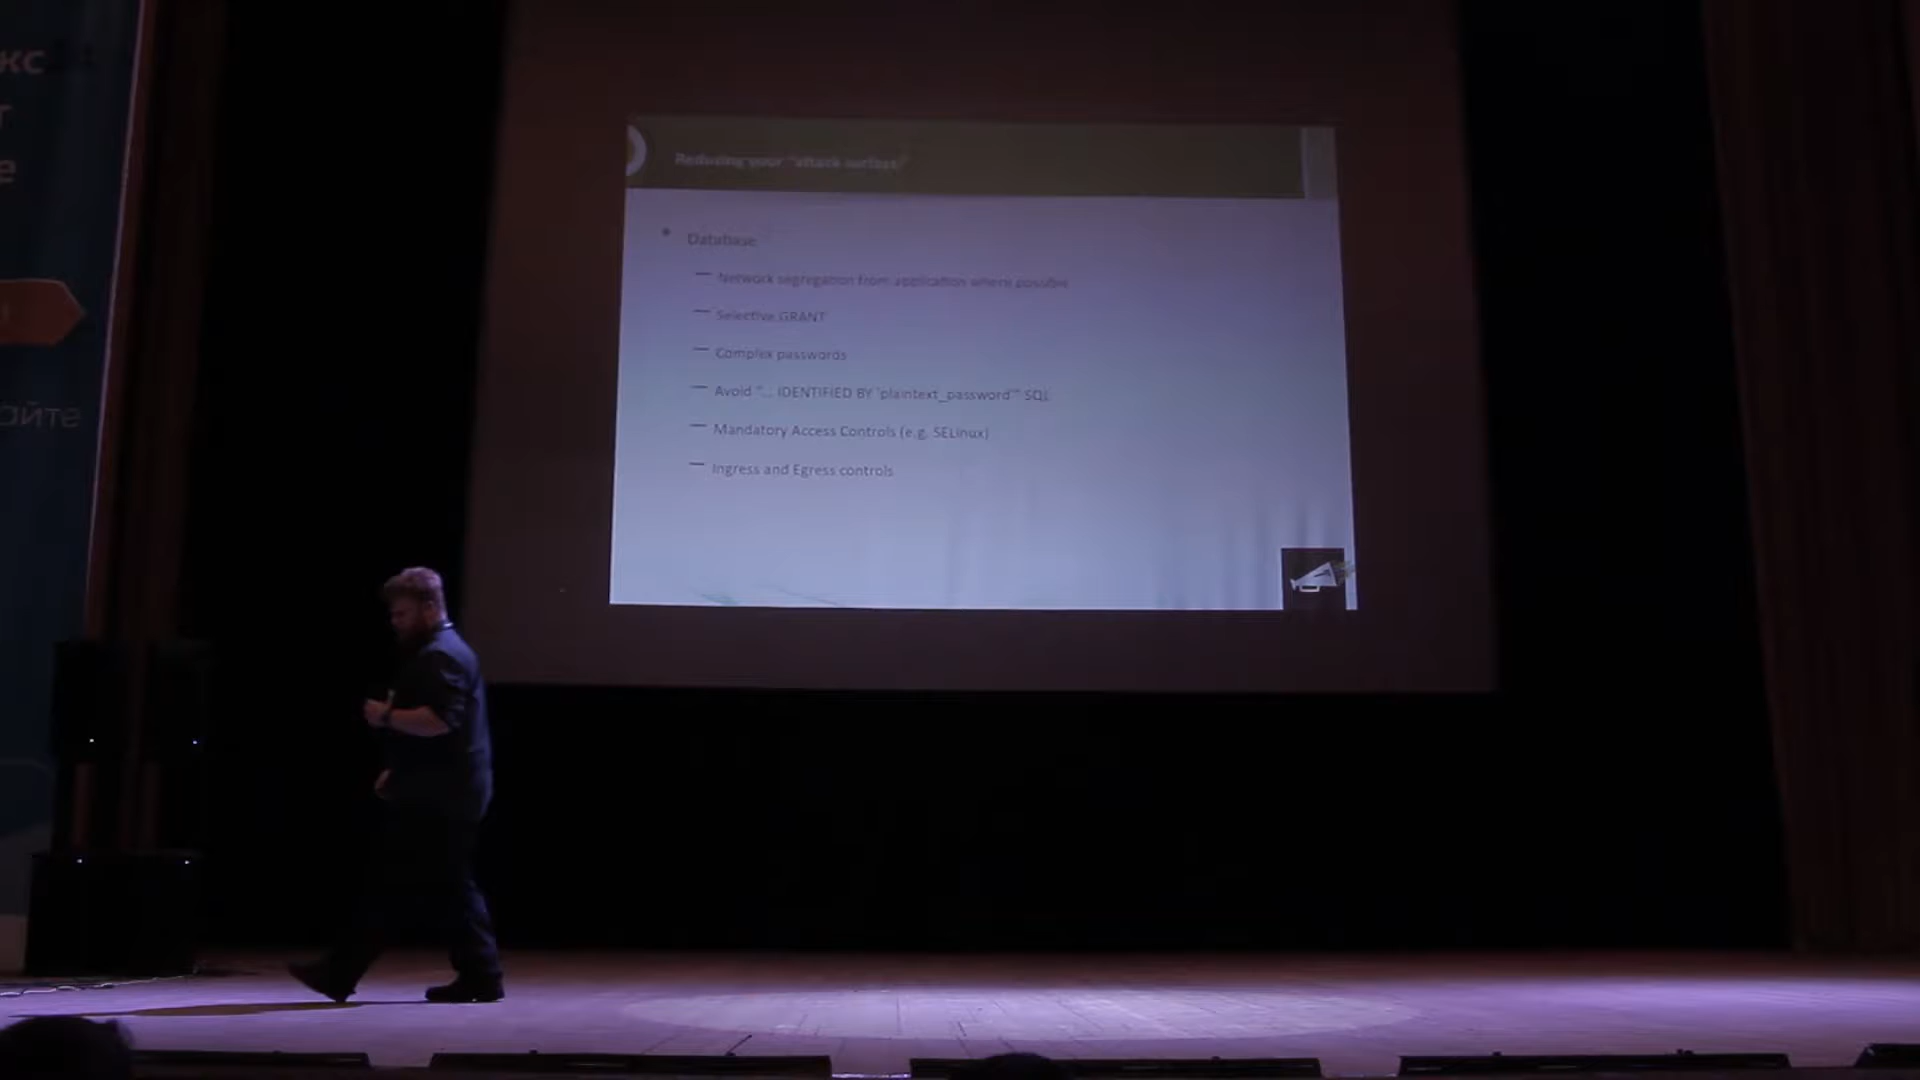 кс
т
е
айте
Reducing your "attack surface"
• Database
— Network segregation from application where possible
— Selective GRANT
— Complex passwords
— Avoid "... IDENTIFIED BY 'plaintext_password'" SQL
— Mandatory Access Controls (e.g. SELinux)
— Ingress and Egress controls